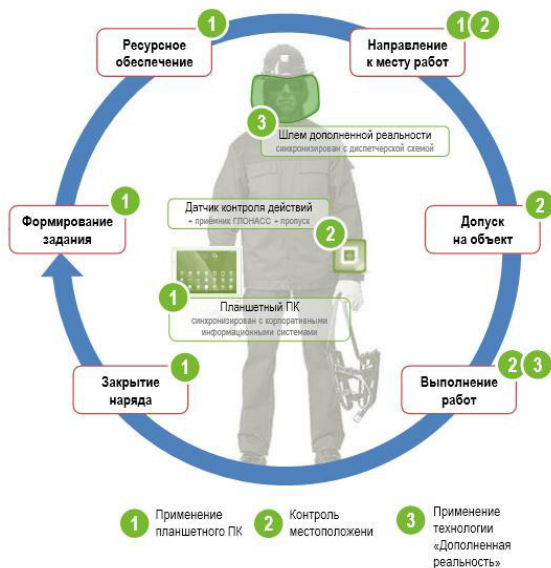 1
Ресурсное
обеспечение
1 2
Направление
к месту работ
3
Шлем дополненной реальности
синхронизирован с диспетчерской схемой
1
Формирование
задания
Датчик контроля действий
+ приёмник ГЛОНАСС + пропуск
2
2
Допуск
на объект
1
Планшетный ПК
синхронизирован с корпоративными
информационными системами
1
Закрытие
наряда
2 3
Выполнение
работ
1 Применение
планшетного ПК
2 Контроль
местоположени
3 Применение
технологии
«Дополненная
реальность»